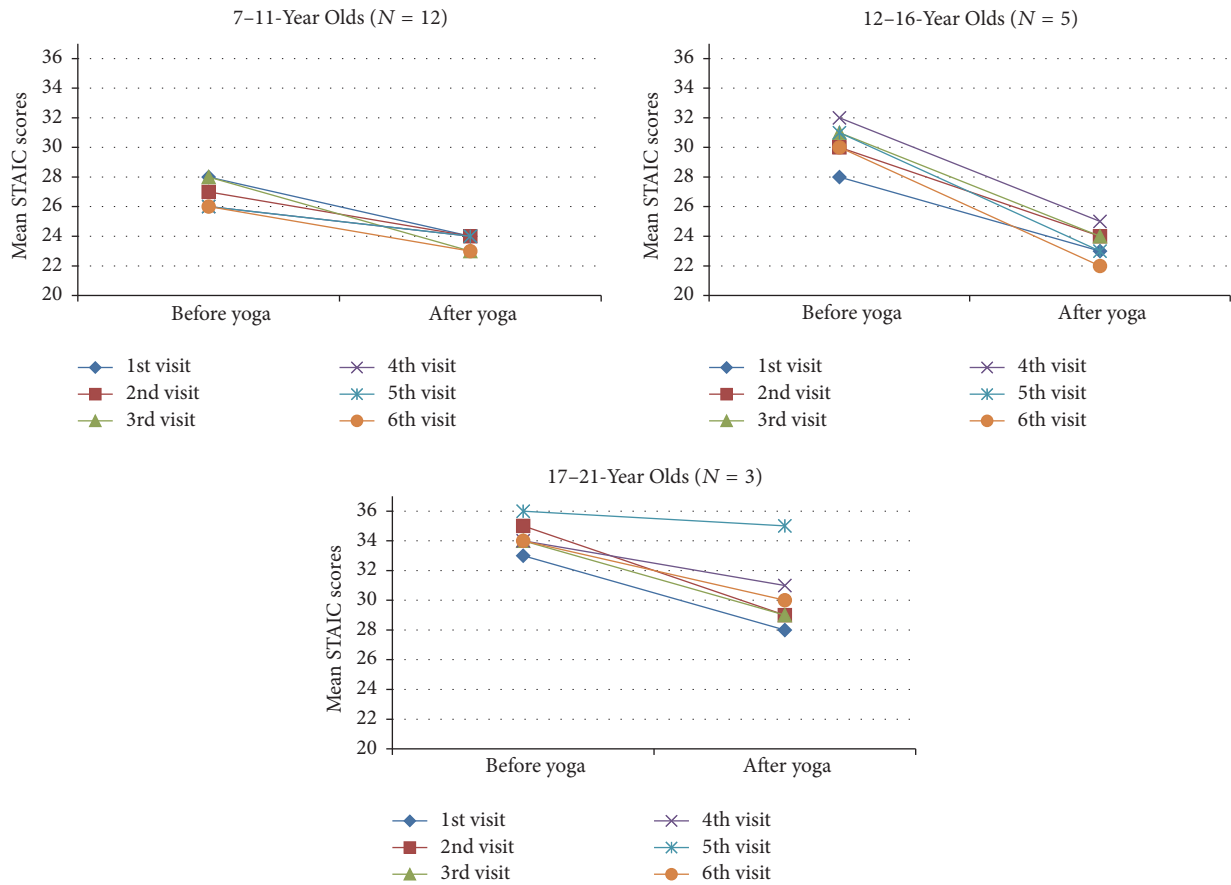 7–11-Year Olds (N = 12)
Mean STAIC scores
36
34
32
30
28
26
24
22
20
Before yoga
After yoga
1st visit
2nd visit
3rd visit
4th visit
5th visit
6th visit
12–16-Year Olds (N = 5)
Mean STAIC scores
36
34
32
30
28
26
24
22
20
Before yoga
After yoga
1st visit
2nd visit
3rd visit
4th visit
5th visit
6th visit
17–21-Year Olds (N = 3)
Mean STAIC scores
36
34
32
30
28
26
24
22
20
Before yoga
After yoga
1st visit
2nd visit
3rd visit
4th visit
5th visit
6th visit